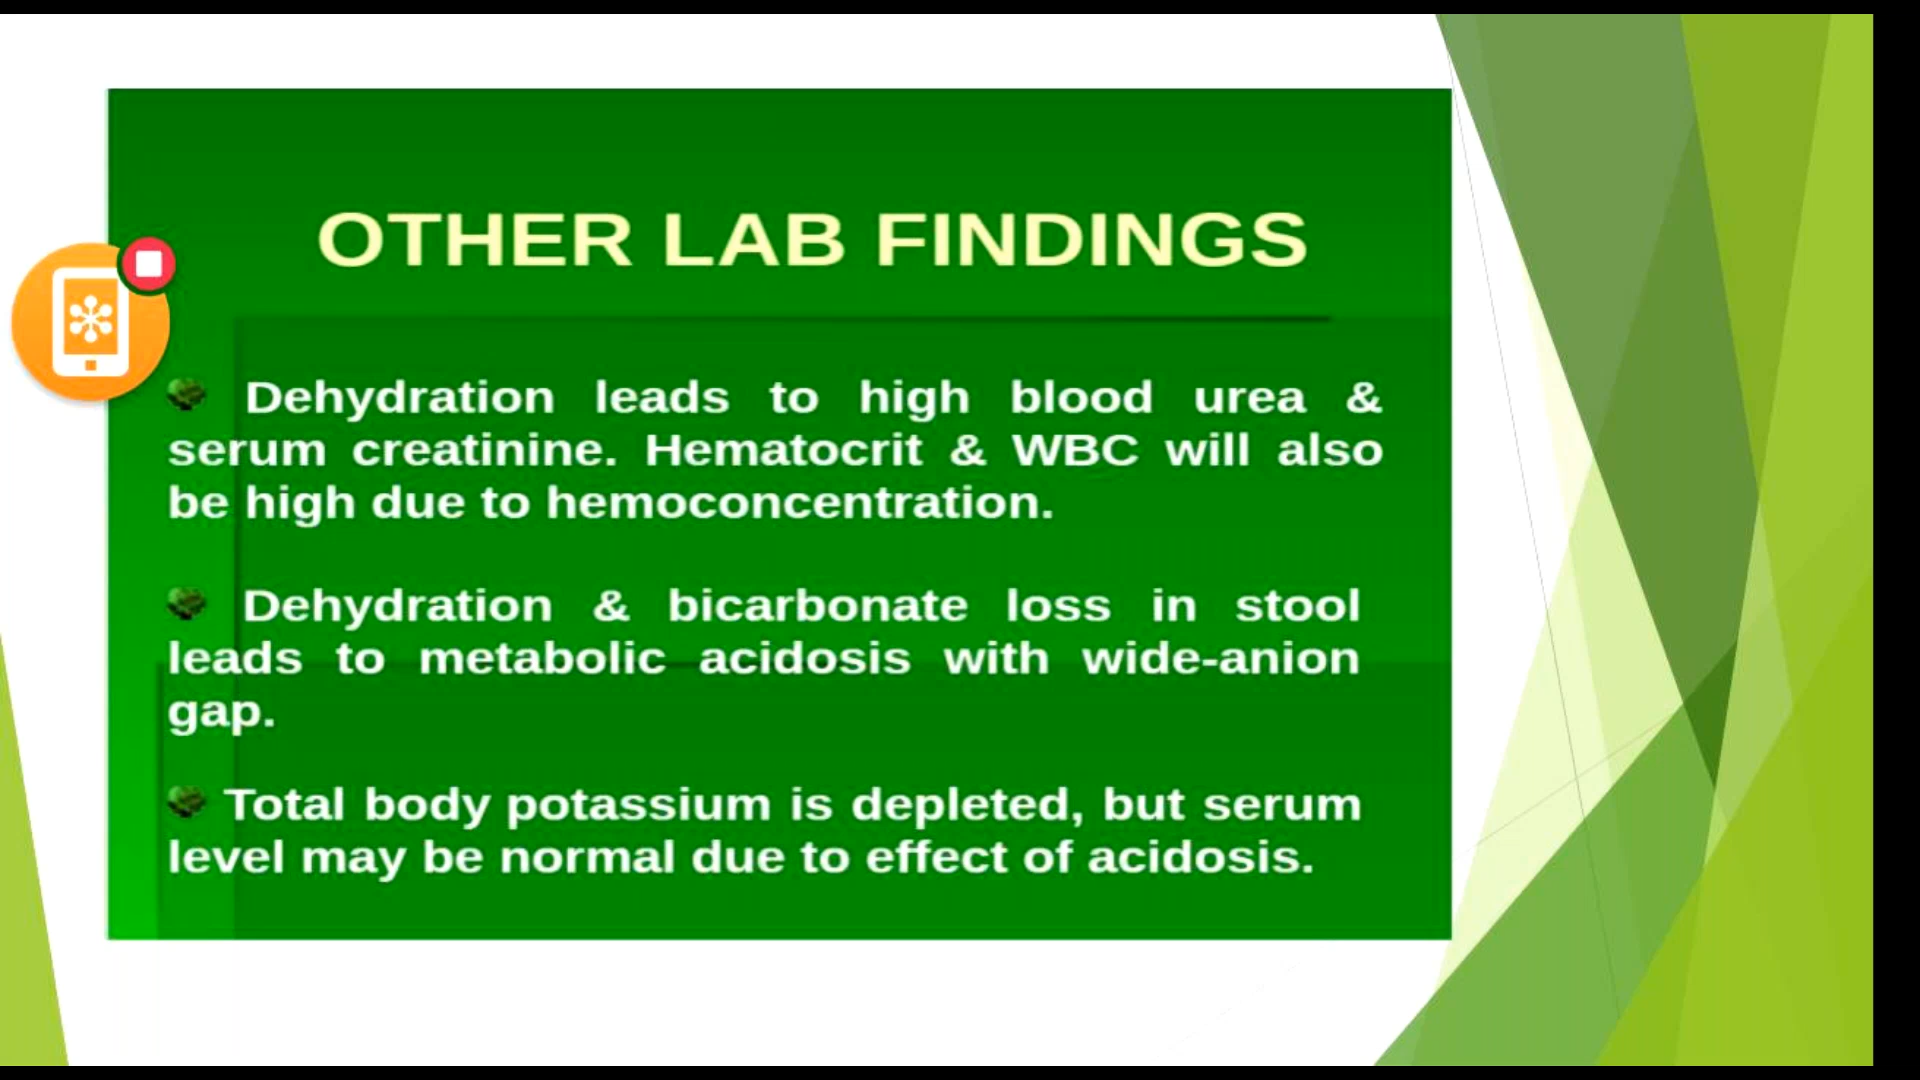 OTHER LAB FINDINGS
Dehydration leads to high blood urea &
serum creatinine. Hematocrit & WBC will also
be high due to hemoconcentration.
Dehydration & bicarbonate loss in stool
leads to metabolic acidosis with wide-anion
gap.
Total body potassium is depleted, but serum
level may be normal due to effect of acidosis.